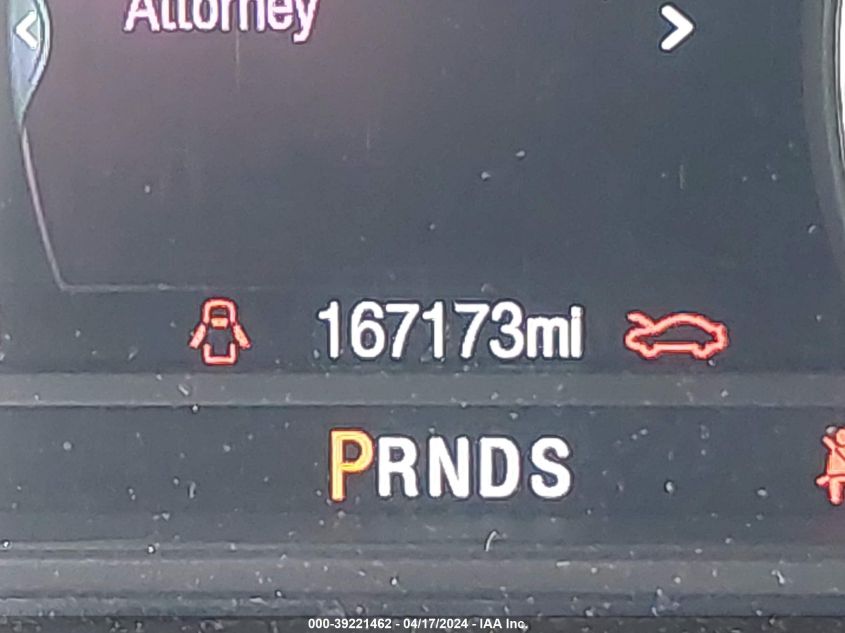 Attorney
167173mi
PRNDS
000-39221462 - 04/17/2024 - IAA Inc.